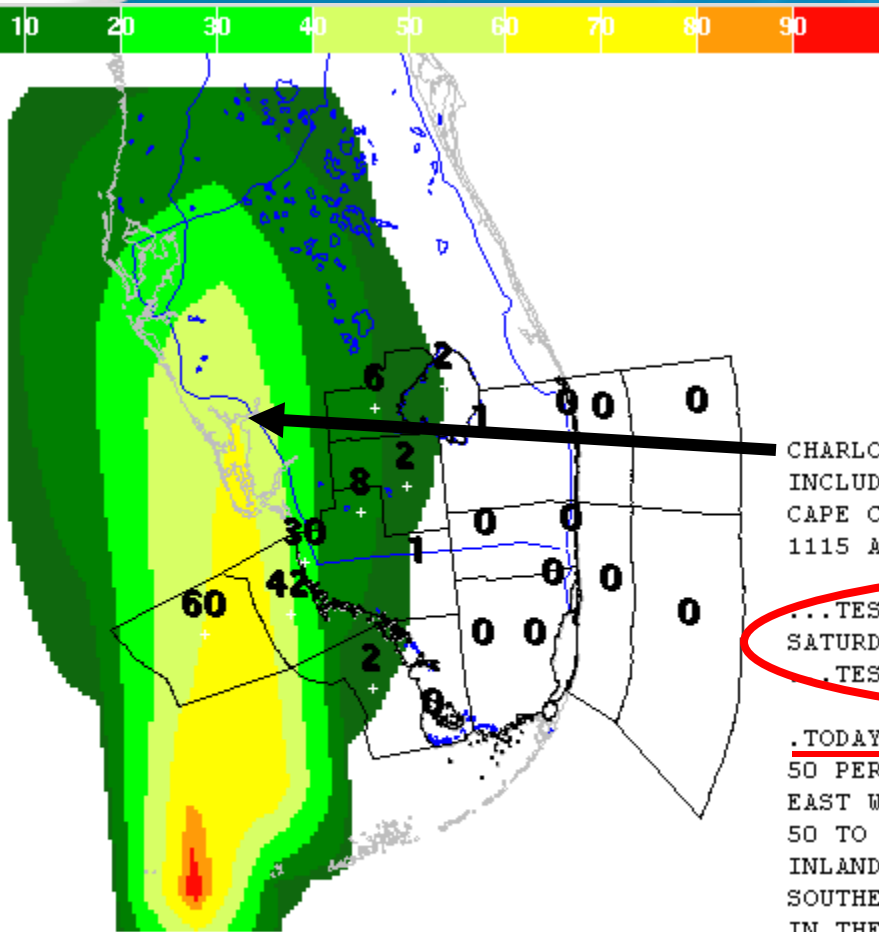 10 20 30 40 50 60 70 80 90
2
6
0 0 0
1
2
8
30
0 0
1
0 0
42
60
0 0 0
2
0
CHARLO
INCLUD
CAPE C
1115 A
...TES
SATURD
...TES
.TODAY
50 PER
EAST W
50 TO
INLAND
SOUTHE
IN THE